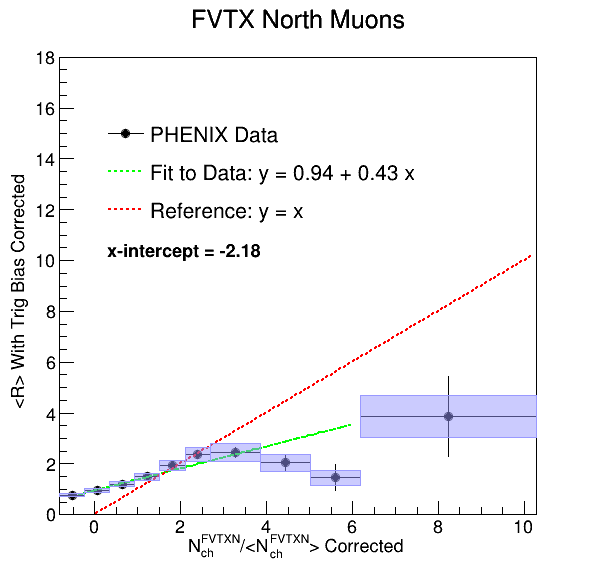 FVTX North Muons
<R> With Trig Bias Corrected
18
16
14
12
10
8
6
4
2
0
PHENIX Data
Fit to Data: y = 0.94 + 0.43 x
Reference: y = x
x-intercept = -2.18
0 2 4 6 8 10
N_ch^FVTXN/<N_ch^FVTXN> Corrected